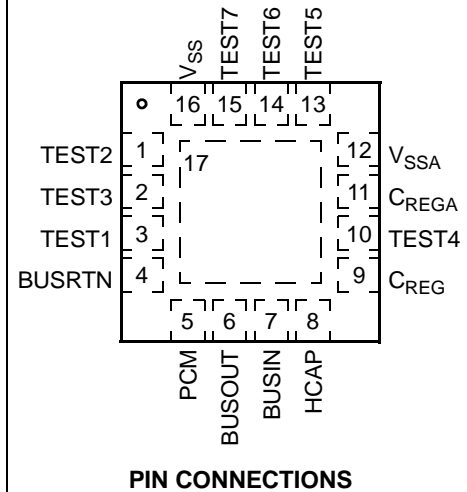 VSS
TEST7
TEST6
TEST5
16 15 14 13
TEST2 1 17 12 VSSA
TEST3 2 11 CREGA
TEST1 3 10 TEST4
BUSRTN 4 9 CREG
5 6 7 8
PCM
BUSOUT
BUSIN
HCAP
PIN CONNECTIONS